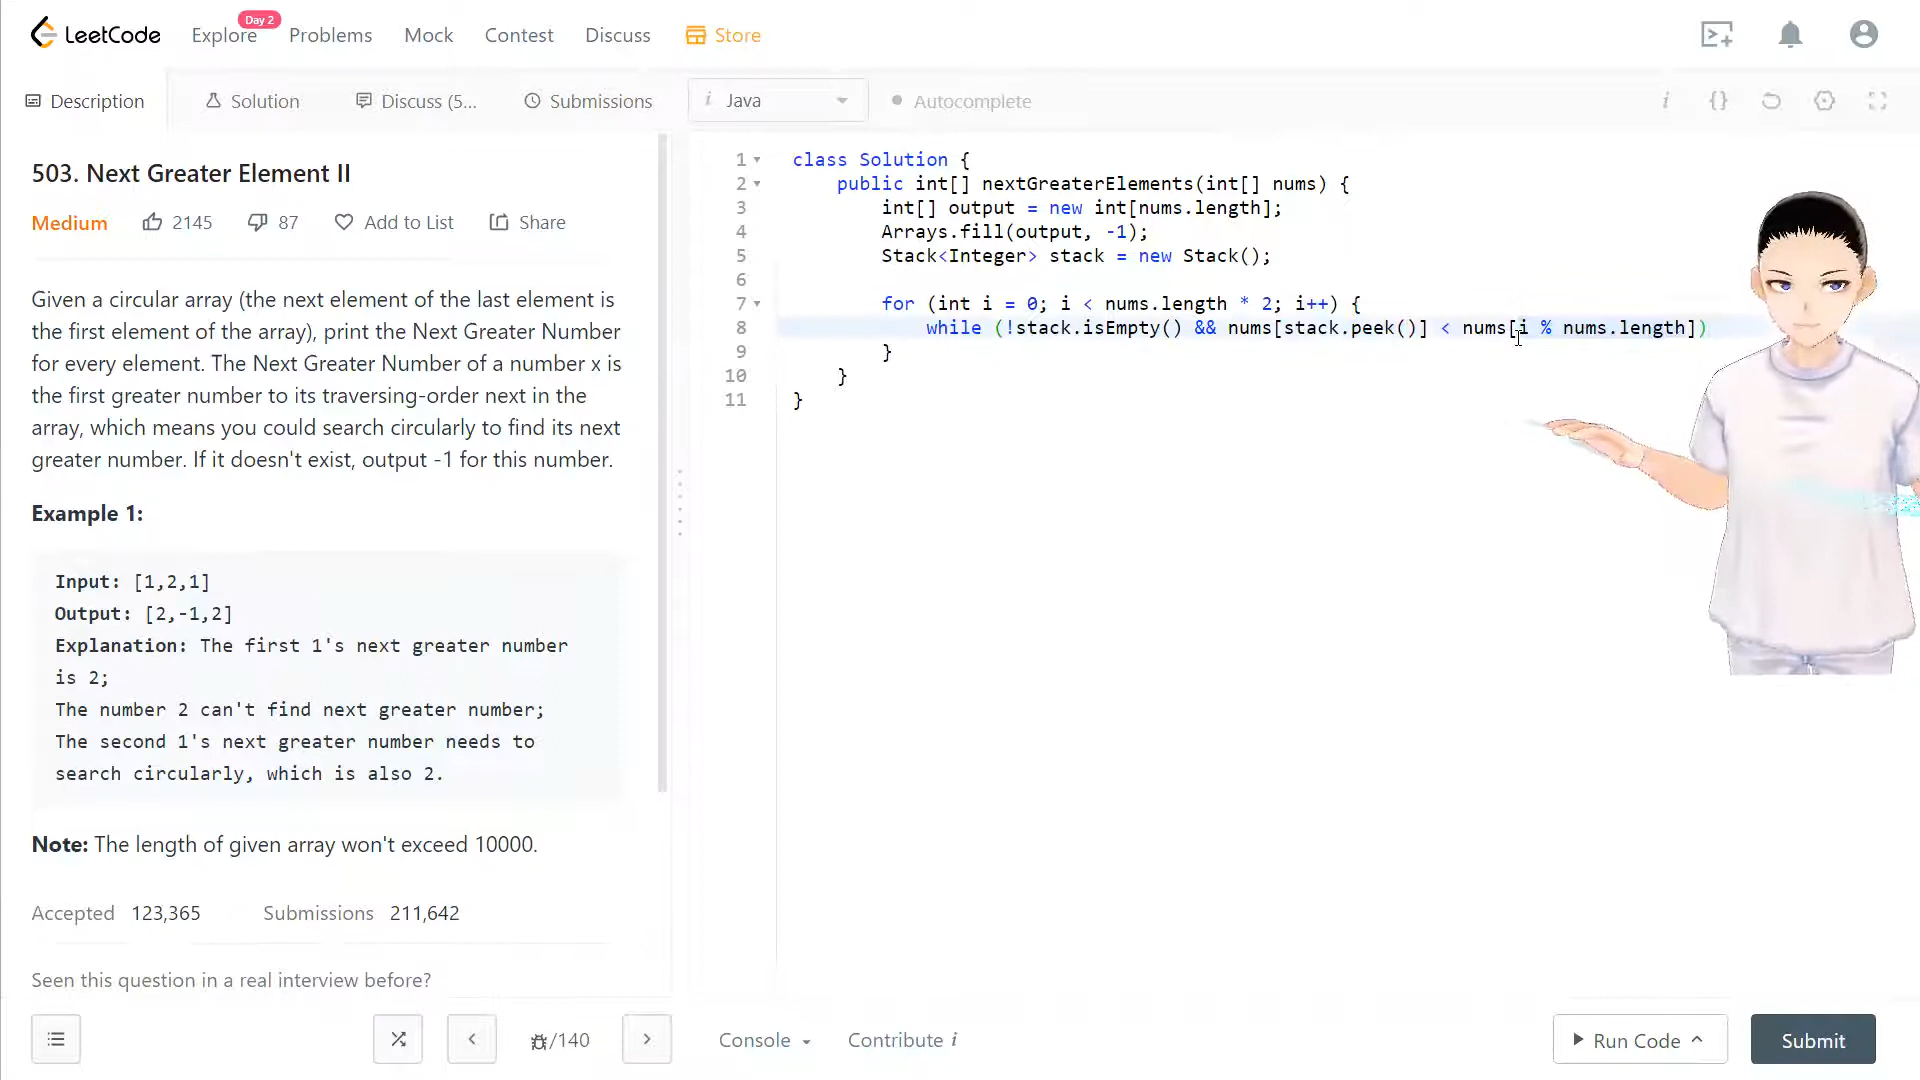 LeetCode
Explore
Day 2
Problems
Mock
Contest
Discuss
Store
Description
Solution
Discuss (5...
Submissions
i Java
Autocomplete
i {}
503. Next Greater Element II
Medium
2145
87
Add to List
Share
Given a circular array (the next element of the last element is
the first element of the array), print the Next Greater Number
for every element. The Next Greater Number of a number x is
the first greater number to its traversing-order next in the
array, which means you could search circularly to find its next
greater number. If it doesn't exist, output -1 for this number.
Example 1:
Input: [1,2,1]
Output: [2,-1,2]
Explanation: The first 1's next greater number
is 2;
The number 2 can't find next greater number;
The second 1's next greater number needs to
search circularly, which is also 2.
Note: The length of given array won't exceed 10000.
Accepted 123,365
Submissions 211,642
Seen this question in a real interview before?
1 class Solution {
2 public int[] nextGreaterElements(int[] nums) {
3 int[] output = new int[nums.length];
4 Arrays.fill(output, -1);
5 Stack<Integer> stack = new Stack();
6
7 for (int i = 0; i < nums.length * 2; i++) {
8 while (!stack.isEmpty() && nums[stack.peek()] < nums[i % nums.length])
9 }
10 }
11 }
/140
Console
Contribute i
Run Code
Submit